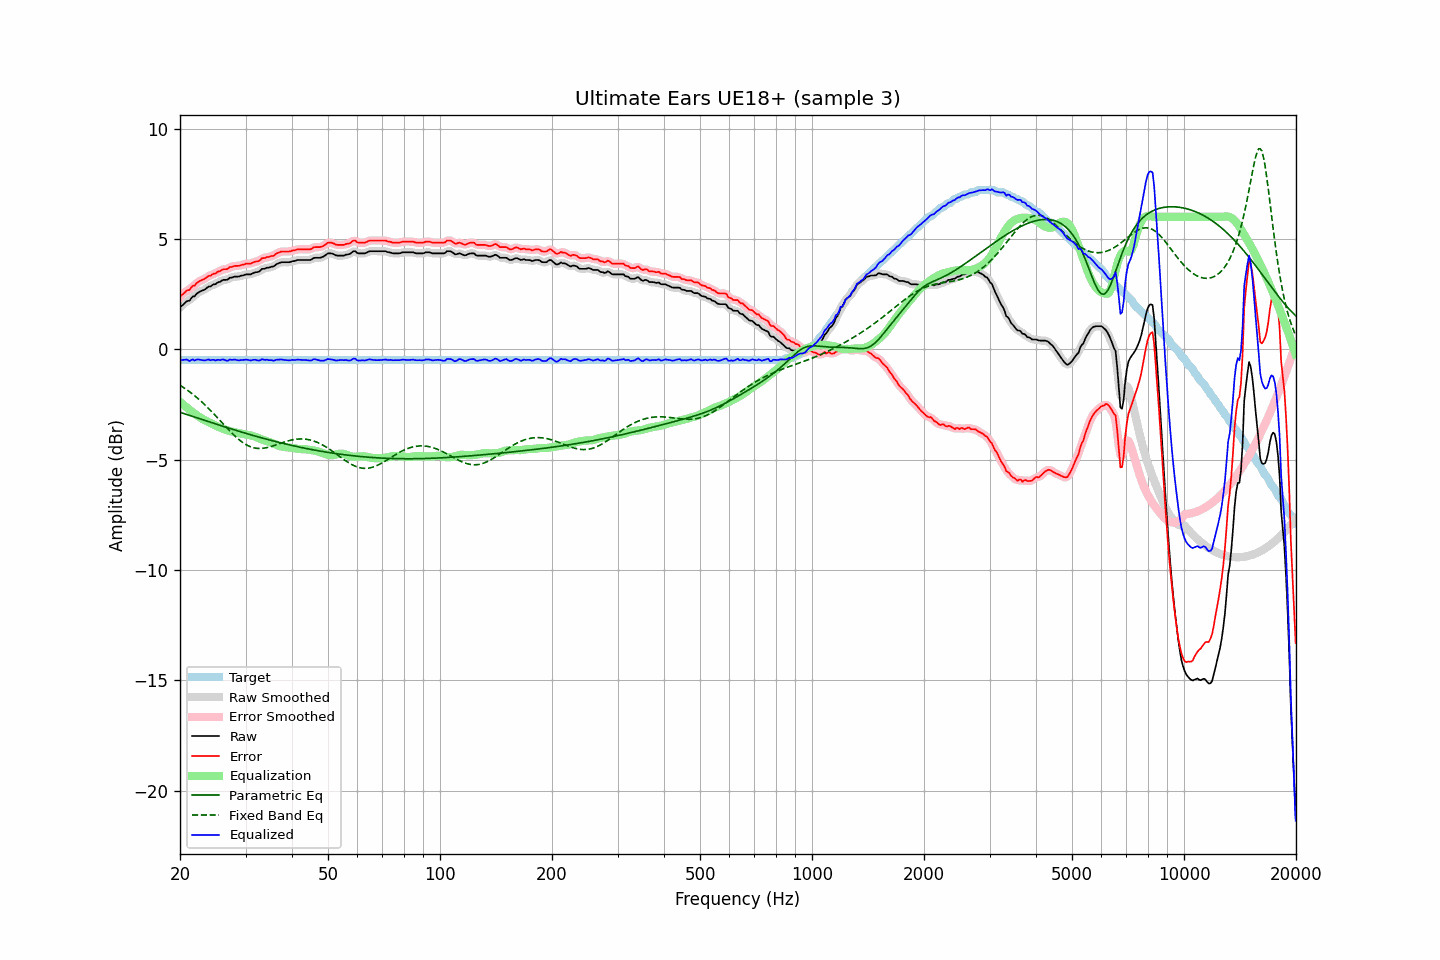 Ultimate Ears UE18+ (sample 3)
10
5
0
−5
−10
−15
−20
Amplitude (dBr)
Target
Raw Smoothed
Error Smoothed
Raw
Error
Equalization
Parametric Eq
Fixed Band Eq
Equalized
20 50 100 200 500 1000 2000 5000 10000 20000
Frequency (Hz)